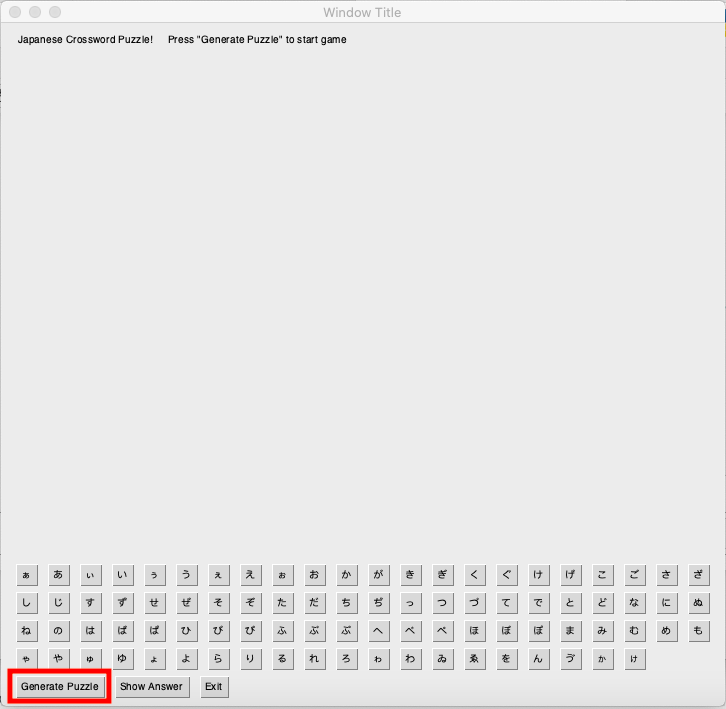 Window Title
Japanese Crossword Puzzle! Press "Generate Puzzle" to start game
ぁ あ ぃ い ぅ う ぇ え ぉ お か が き ぎ く ぐ け げ こ ご さ ざ
し じ す ず せ ぜ そ ぞ た だ ち ぢ っ つ づ て で と ど な に ぬ
ね の は ば ぱ ひ び ぴ ふ ぶ ぷ へ べ ぺ ほ ぼ ぽ ま み む め も
ゃ や ゅ ゆ ょ よ ら り る れ ろ ゎ わ ゐ ゑ を ん ゔ ゕ ゖ
Generate Puzzle Show Answer Exit